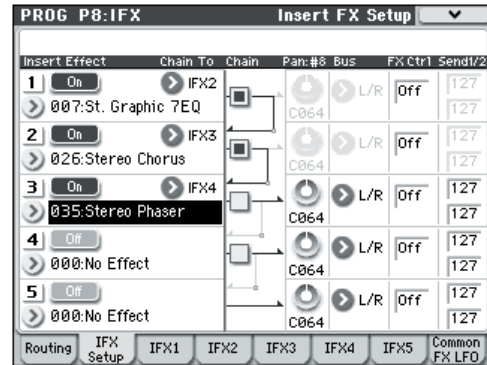 PROG P8:IFX Insert FX Setup
Insert Effect Chain To Chain Pan:#8 Bus FX Ctrl Send1/2
1 On IFX2 L/R Off 127
007:St. Graphic 7EQ C064 127
2 On IFX3 L/R Off 127
026:Stereo Chorus C064 127
3 On IFX4 L/R Off 127
035:Stereo Phaser C064 127
4 Off L/R Off 127
000:No Effect C064 127
5 Off L/R Off 127
000:No Effect C064 127
Routing IFX Setup IFX1 IFX2 IFX3 IFX4 IFX5 Common FX LFO